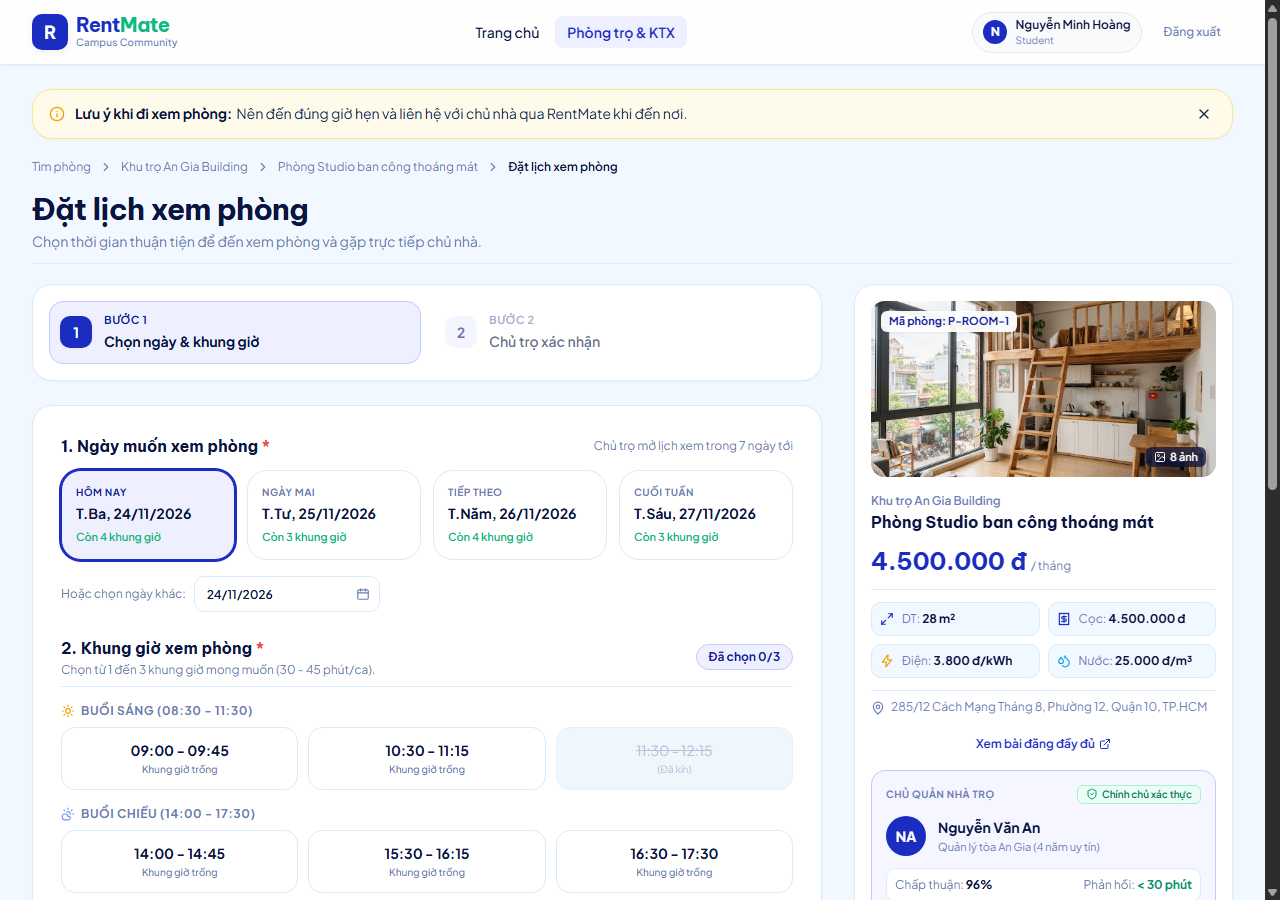 R
RentMate
Campus Community
Trang chủ
Phòng trọ & KTX
N
Nguyễn Minh Hoàng
Student
Đăng xuất
Lưu ý khi đi xem phòng: Nên đến đúng giờ hẹn và liên hệ với chủ nhà qua RentMate khi đến nơi.
Tìm phòng > Khu trọ An Gia Building > Phòng Studio ban công thoáng mát > Đặt lịch xem phòng
Đặt lịch xem phòng
Chọn thời gian thuận tiện để đến xem phòng và gặp trực tiếp chủ nhà.
1
BƯỚC 1
Chọn ngày & khung giờ
2
BƯỚC 2
Chủ trọ xác nhận
1. Ngày muốn xem phòng *
Chủ trọ mở lịch xem trong 7 ngày tới
HÔM NAY
T.Ba, 24/11/2026
Còn 4 khung giờ
NGÀY MAI
T.Tư, 25/11/2026
Còn 3 khung giờ
TIẾP THEO
T.Năm, 26/11/2026
Còn 4 khung giờ
CUỐI TUẦN
T.Sáu, 27/11/2026
Còn 3 khung giờ
Hoặc chọn ngày khác: 24/11/2026
2. Khung giờ xem phòng *
Chọn từ 1 đến 3 khung giờ mong muốn (30 - 45 phút/ca).
Đã chọn 0/3
BUỔI SÁNG (08:30 - 11:30)
09:00 - 09:45
Khung giờ trống
10:30 - 11:15
Khung giờ trống
11:30 - 12:15
(Đã kín)
BUỔI CHIỀU (14:00 - 17:30)
14:00 - 14:45
Khung giờ trống
15:30 - 16:15
Khung giờ trống
16:30 - 17:30
Khung giờ trống
Mã phòng: P-ROOM-1
8 ảnh
Khu trọ An Gia Building
Phòng Studio ban công thoáng mát
4.500.000 đ / tháng
DT: 28 m²
Cọc: 4.500.000 đ
Điện: 3.800 đ/kWh
Nước: 25.000 đ/m³
285/12 Cách Mạng Tháng 8, Phường 12, Quận 10, TP.HCM
Xem bài đăng đầy đủ
CHỦ QUẢN NHÀ TRỌ
Chính chủ xác thực
NA
Nguyễn Văn An
Quản lý tòa An Gia (4 năm uy tín)
Chấp thuận: 96%
Phản hồi: < 30 phút